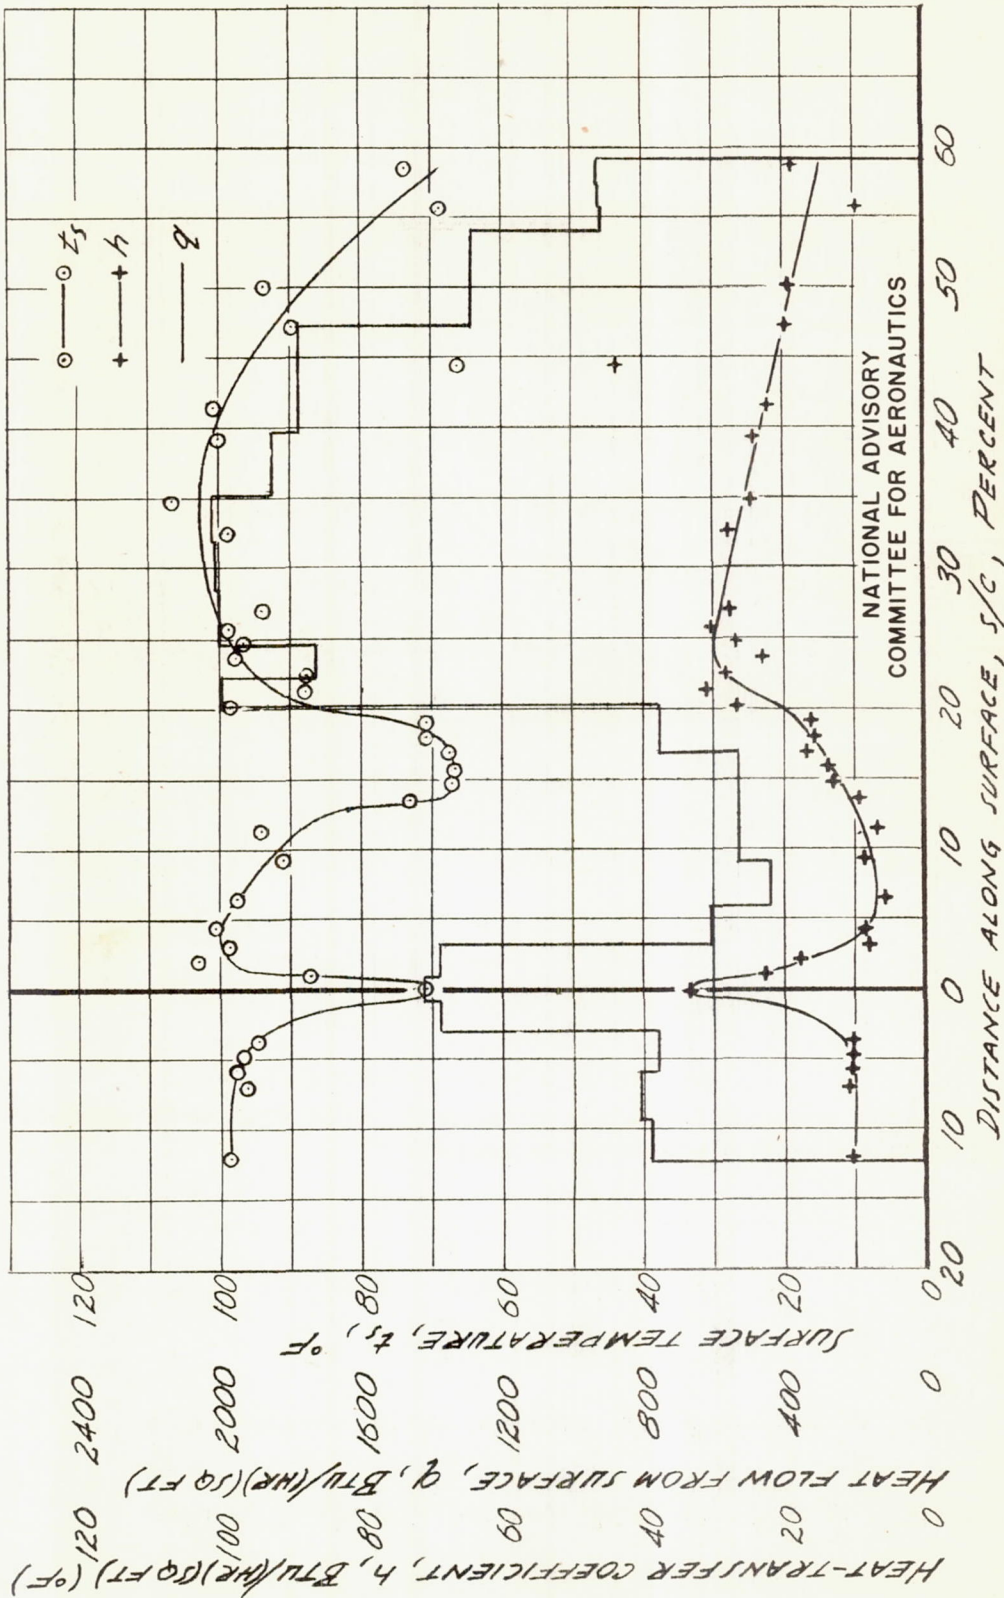 HEAT-TRANSFER COEFFICIENT, h, BTU/(HR)(SQ FT)(°F)
0 20 40 60 80 100 120
HEAT FLOW FROM SURFACE, q, BTU/(HR)(SQ FT)
0 400 800 1200 1600 2000 2400
SURFACE TEMPERATURE, ts, °F
0 20 40 60 80 100 120
ts
h
q
NATIONAL ADVISORY
COMMITTEE FOR AERONAUTICS
20 10 0 10 20 30 40 50 60
DISTANCE ALONG SURFACE, S/C, PERCENT